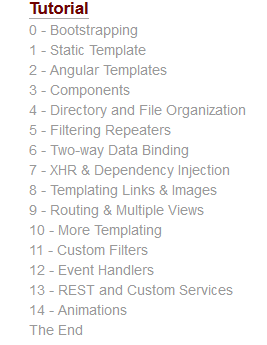 Tutorial
0 - Bootstrapping
1 - Static Template
2 - Angular Templates
3 - Components
4 - Directory and File Organization
5 - Filtering Repeaters
6 - Two-way Data Binding
7 - XHR & Dependency Injection
8 - Templating Links & Images
9 - Routing & Multiple Views
10 - More Templating
11 - Custom Filters
12 - Event Handlers
13 - REST and Custom Services
14 - Animations
The End